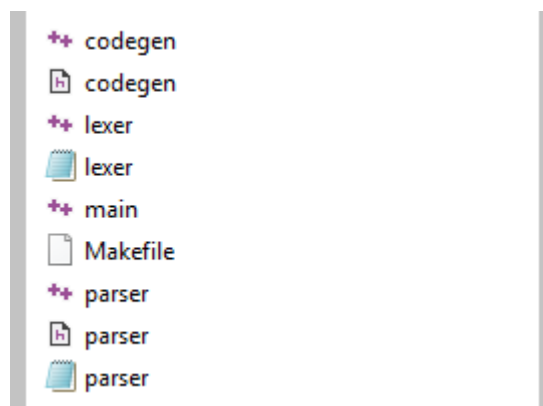 codegen
codegen
lexer
lexer
main
Makefile
parser
parser
parser